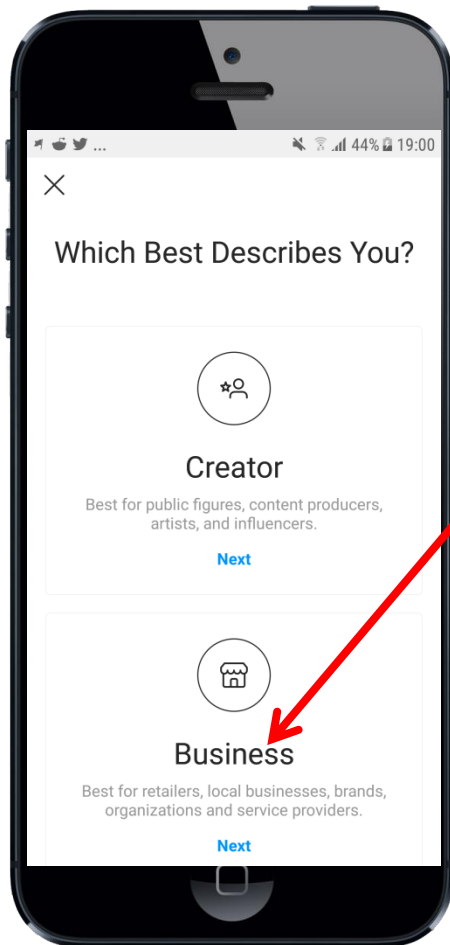 ... 44% 19:00
Which Best Describes You?
Creator
Best for public figures, content producers,
artists, and influencers.
Next
Business
Best for retailers, local businesses, brands,
organizations and service providers.
Next